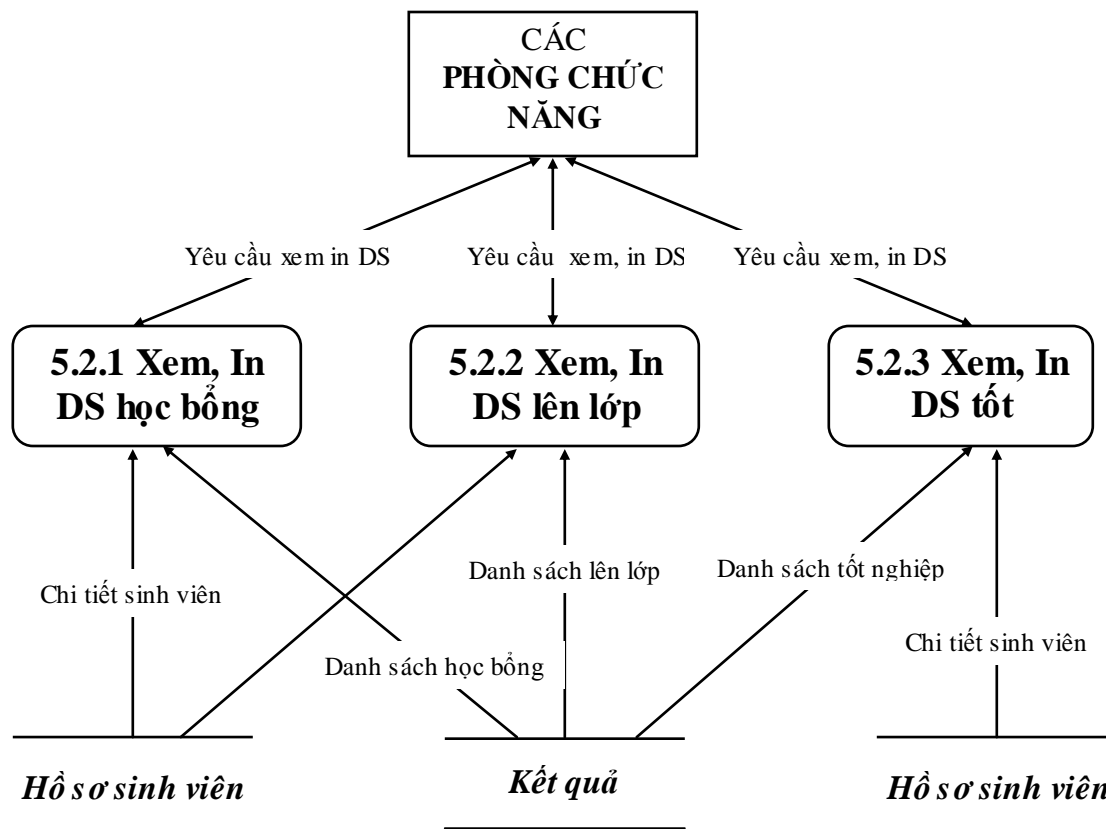 CÁC
PHÒNG CHỨC
NĂNG
Yêu cầu xem in DS
Yêu cầu xem, in DS
Yêu cầu xem, in DS
5.2.1 Xem, In
DS học bổng
5.2.2 Xem, In
DS lên lớp
5.2.3 Xem, In
DS tốt
Chi tiết sinh viên
Danh sách lên lớp
Danh sách tốt nghiệp
Danh sách học bổng
Chi tiết sinh viên
Hồ sơ sinh viên
Kết quả
Hồ sơ sinh viên